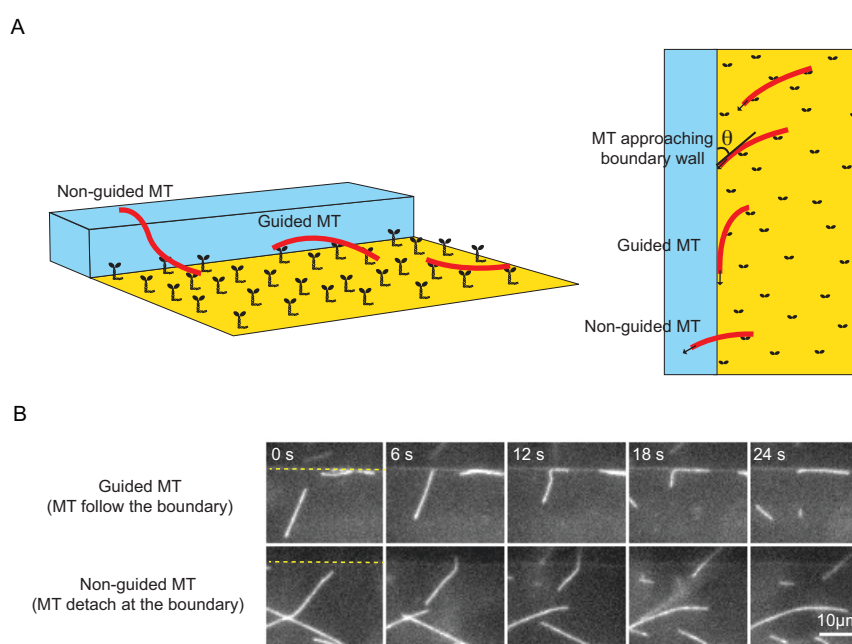 A
Non-guided MT
Guided MT
MT approaching
boundary wall
θ
Guided MT
Non-guided MT
B
Guided MT
(MT follow the boundary)
0 s
6 s
12 s
18 s
24 s
Non-guided MT
(MT detach at the boundary)
10μm